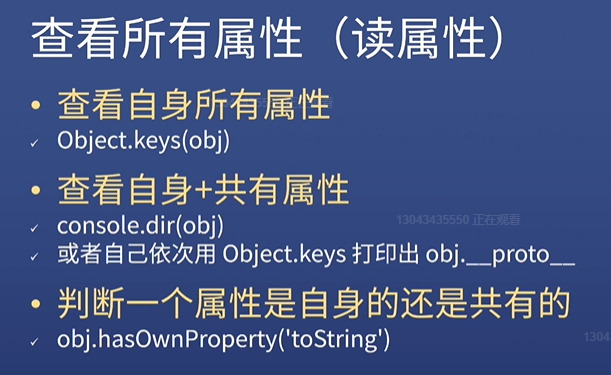 查看所有属性（读属性）
• 查看自身所有属性
✓ Object.keys(obj)
• 查看自身+共有属性
✓ console.dir(obj)
13043435550 正在观看
✓ 或者自己依次用 Object.keys 打印出 obj.__proto__
• 判断一个属性是自身的还是共有的
✓ obj.hasOwnProperty('toString')
1304